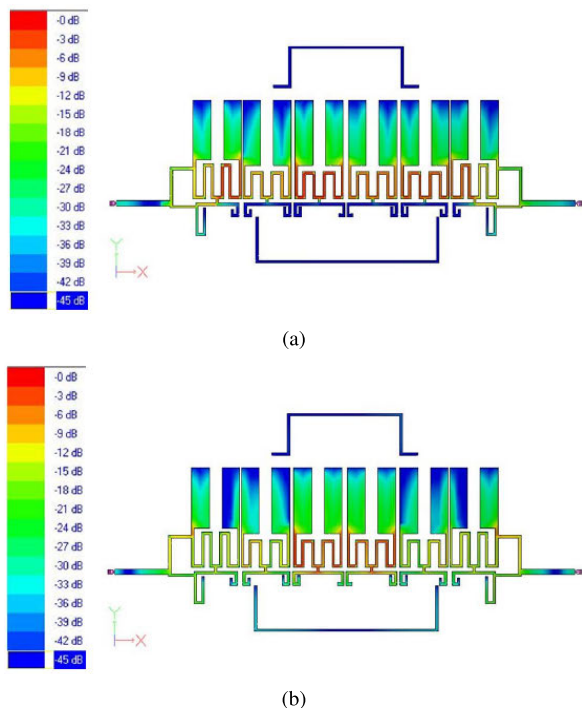 -0 dB
-3 dB
-6 dB
-9 dB
-12 dB
-15 dB
-18 dB
-21 dB
-24 dB
-27 dB
-30 dB
-33 dB
-36 dB
-39 dB
-42 dB
-45 dB
Y
X
(a)
-0 dB
-3 dB
-6 dB
-9 dB
-12 dB
-15 dB
-18 dB
-21 dB
-24 dB
-27 dB
-30 dB
-33 dB
-36 dB
-39 dB
-42 dB
-45 dB
Y
X
(b)